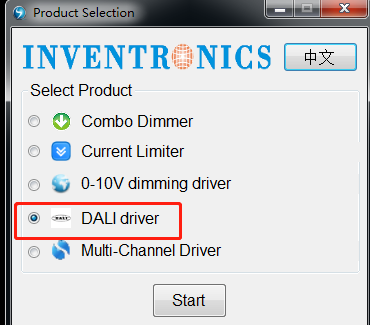 Product Selection
INVENTRONICS
中文
Select Product
Combo Dimmer
Current Limiter
0-10V dimming driver
DALI
DALI driver
Multi-Channel Driver
Start